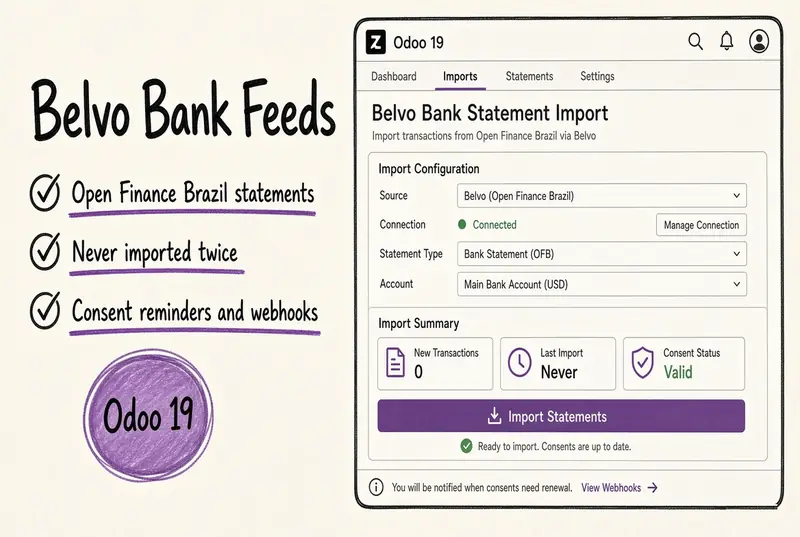 Belvo Bank Feeds
Open Finance Brazil statements
Never imported twice
Consent reminders and webhooks
Odoo 19
Z Odoo 19
Dashboard Imports Statements Settings
Belvo Bank Statement Import
Import transactions from Open Finance Brazil via Belvo
Import Configuration
Source Belvo (Open Finance Brazil)
Connection Connected Manage Connection
Statement Type Bank Statement (OFB)
Account Main Bank Account (USD)
Import Summary
New Transactions
0
Last Import
Never
Consent Status
Valid
Import Statements
Ready to import. Consents are up to date.
You will be notified when consents need renewal. View Webhooks →